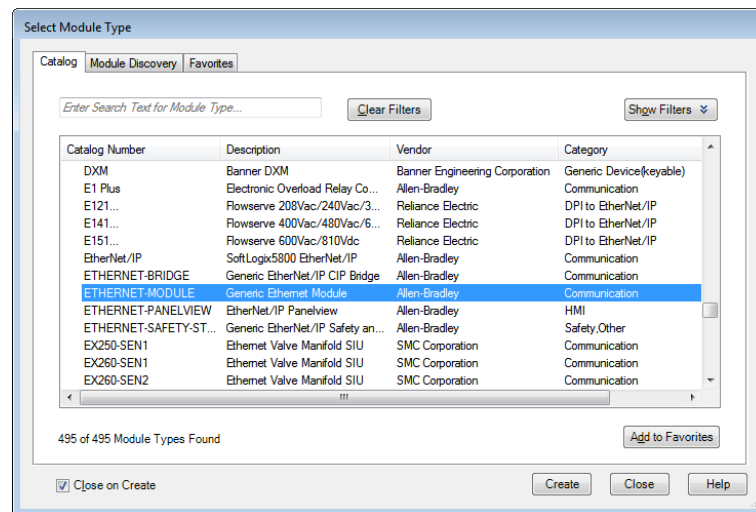 Select Module Type
Catalog Module Discovery Favorites
Enter Search Text for Module Type... Clear Filters Show Filters
Catalog Number Description Vendor Category
DXM Banner DXM Banner Engineering Corporation Generic Device(keyable)
E1 Plus Electronic Overload Relay Co... Allen-Bradley Communication
E121... Flowserve 208Vac/240Vac/3... Reliance Electric DPI to EtherNet/IP
E141... Flowserve 400Vac/480Vac/6... Reliance Electric DPI to EtherNet/IP
E151... Flowserve 600Vac/810Vdc Reliance Electric DPI to EtherNet/IP
EtherNet/IP SoftLogix5800 EtherNet/IP Allen-Bradley Communication
ETHERNET-BRIDGE Generic EtherNet/IP CIP Bridge Allen-Bradley Communication
ETHERNET-MODULE Generic Ethernet Module Allen-Bradley Communication
ETHERNET-PANELVIEW EtherNet/IP Panelview Allen-Bradley HMI
ETHERNET-SAFETY-ST... Generic EtherNet/IP Safety an... Allen-Bradley Safety,Other
EX250-SEN1 Ethernet Valve Manifold SIU SMC Corporation Communication
EX260-SEN1 Ethernet Valve Manifold SIU SMC Corporation Communication
EX260-SEN2 Ethernet Valve Manifold SIU SMC Corporation Communication
495 of 495 Module Types Found Add to Favorites
Close on Create Create Close Help